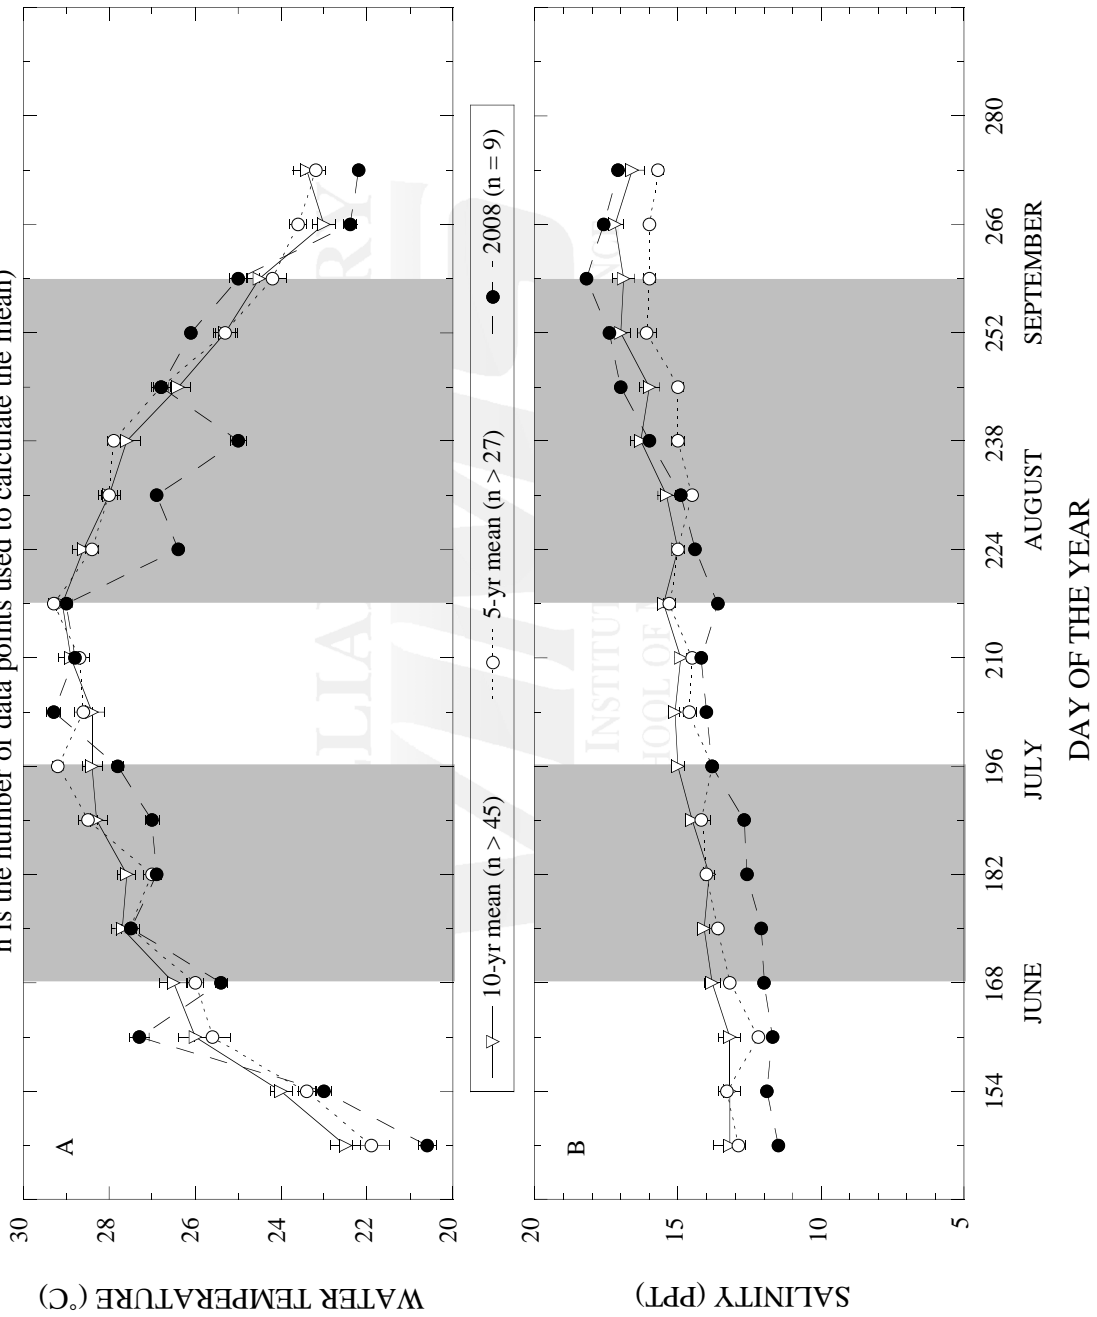 n is the number of data points used to calculate the mean)
WATER TEMPERATURE (°C)
30
28
26
24
22
20
A
10-yr mean (n > 45)
5-yr mean (n > 27)
2008 (n = 9)
SALINITY (PPT)
20
15
10
5
B
154
168
182
196
210
224
238
252
266
280
JUNE
JULY
AUGUST
SEPTEMBER
DAY OF THE YEAR